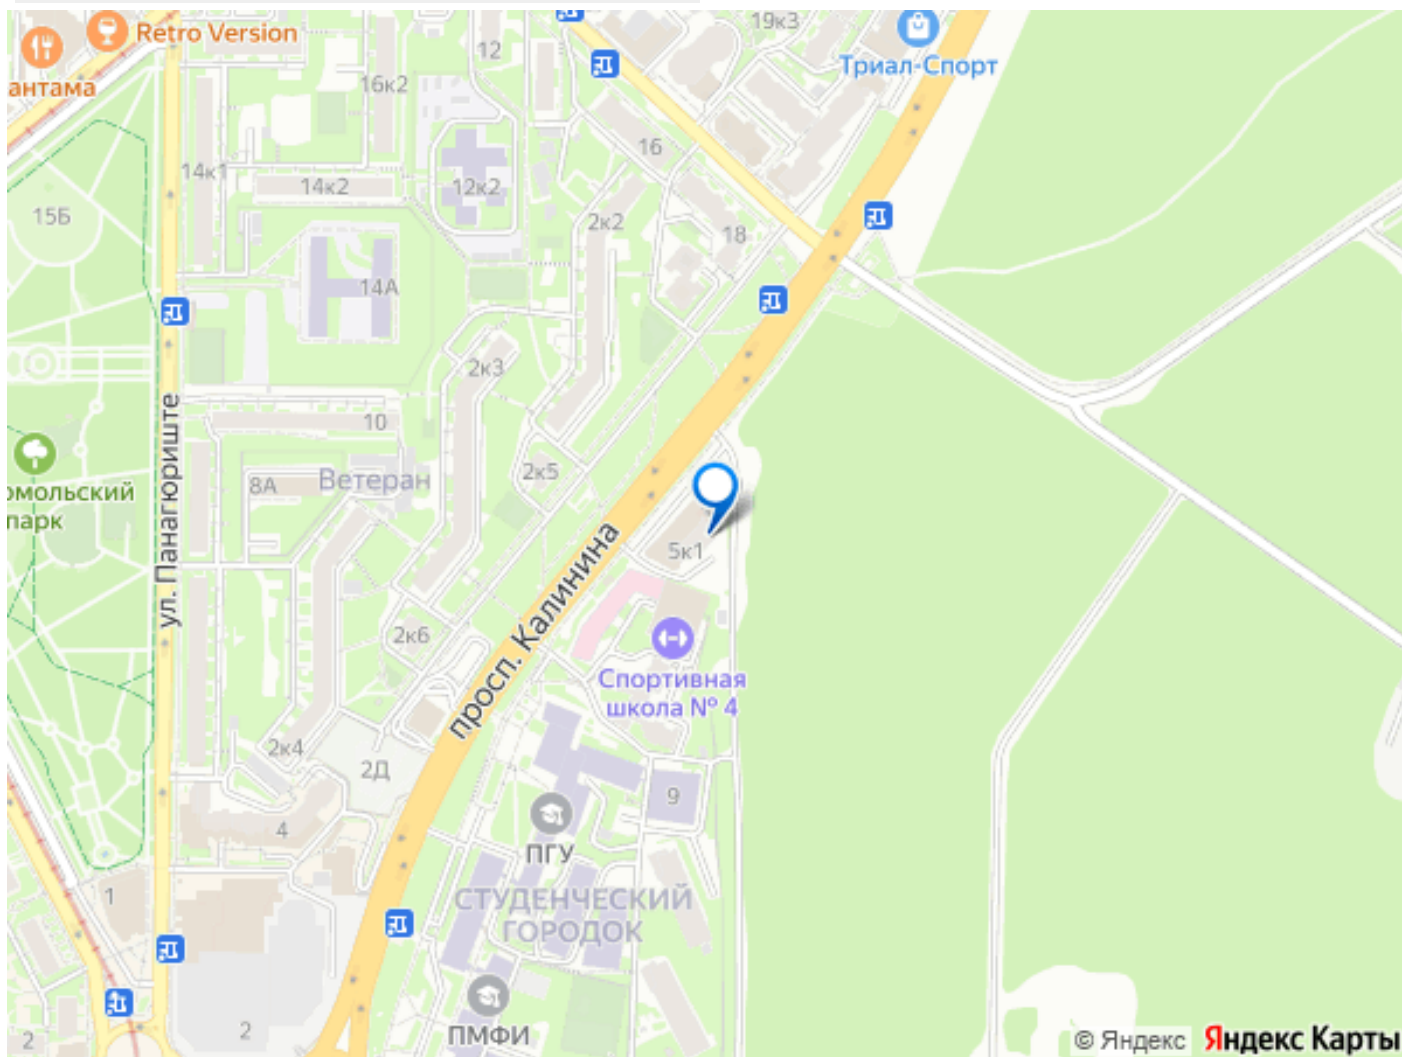 19к3
Retro Version
12
Триал-Спорт
антама
16к2
16
14к1
14к2
12к2
15Б
2к2
18
14А
2к3
10
ул. Панагюриште
2к5
Ветеран
8А
омольский
парк
5к1
просп. Калинина
2к6
Спортивная
школа № 4
2к4
2Д
9
4
ПГУ
1
СТУДЕНЧЕСКИЙ
ГОРОДОК
2
ПМФИ
2
© Яндекс Яндекс Карты